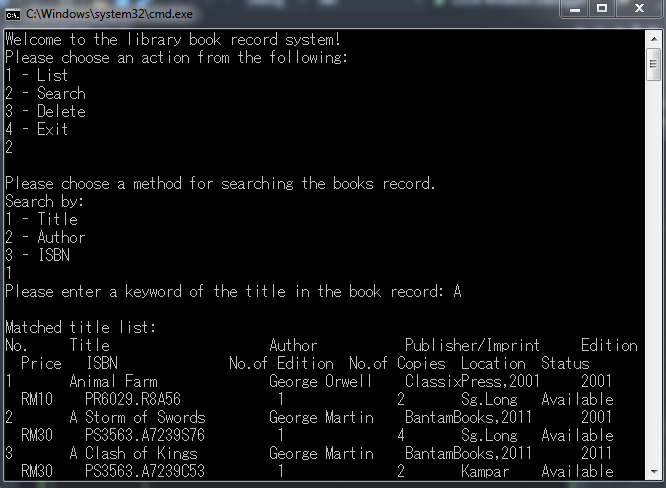 C:\Windows\system32\cmd.exe
Welcome to the library book record system!
Please choose an action from the following:
1 - List
2 - Search
3 - Delete
4 - Exit
2
Please choose a method for searching the books record.
Search by:
1 - Title
2 - Author
3 - ISBN
1
Please enter a keyword of the title in the book record: A
Matched title list:
No. Title Author Publisher/Imprint Edition
Price ISBN No.of Edition No.of Copies Location Status
1 Animal Farm George Orwell ClassixPress,2001 2001
RM10 PR6029.R8A56 1 2 Sg.Long Available
2 A Storm of Swords George Martin BantamBooks,2011 2001
RM30 PS3563.A7239S76 1 4 Sg.Long Available
3 A Clash of Kings George Martin BantamBooks,2011 2011
RM30 PS3563.A7239C53 1 2 Kampar Available